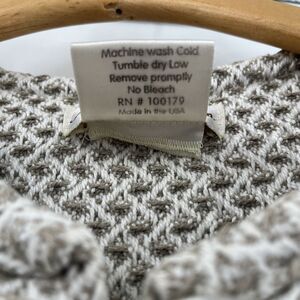 Machine wash Cold
Tumble dry Low
Remove promptly
No Bleach
RN # 100179
Made in the USA